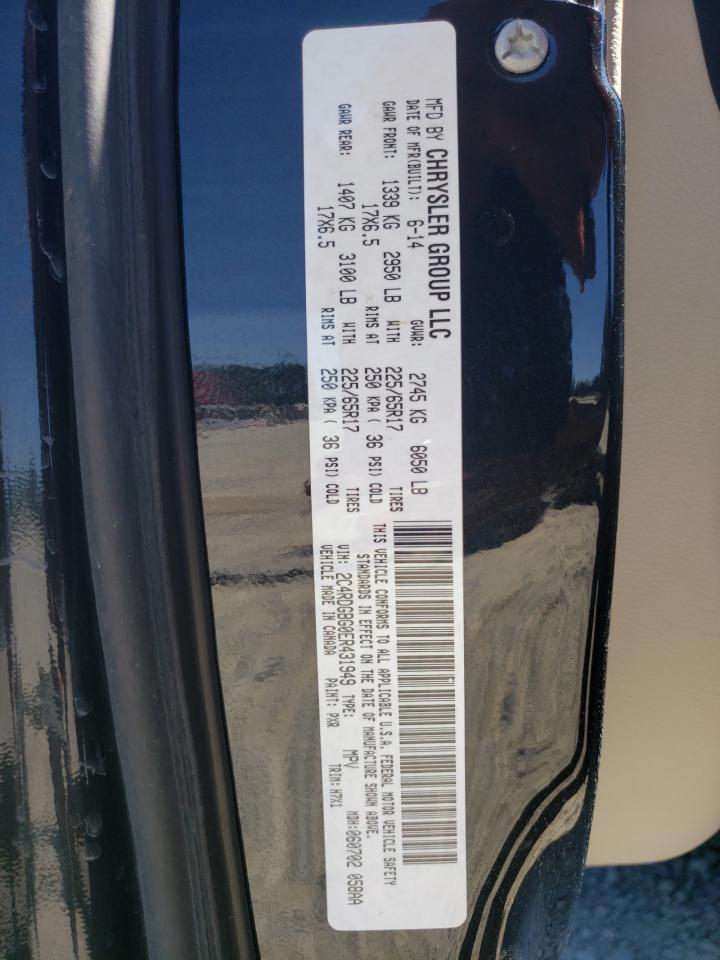 MFD BY CHRYSLER GROUP LLC
DATE OF MFR(BUILT): 6-14 GVWR: 2745 KG 6050 LB
GAWR FRONT: 1339 KG 2950 LB WITH 225/65R17 TIRES
17X6.5 RIMS AT 250 KPA ( 36 PSI) COLD
GAWR REAR: 1407 KG 3100 LB WITH 225/65R17 TIRES
17X6.5 RIMS AT 250 KPA ( 36 PSI) COLD
THIS VEHICLE CONFORMS TO ALL APPLICABLE U.S.A. FEDERAL MOTOR VEHICLE SAFETY
STANDARDS IN EFFECT ON THE DATE OF MANUFACTURE SHOWN ABOVE.
VIN: 2C4RDGBG0ER431949 TYPE: MPV MDH:060702 058AA
VEHICLE MADE IN CANADA PAINT: PXR TRIM:H7X1